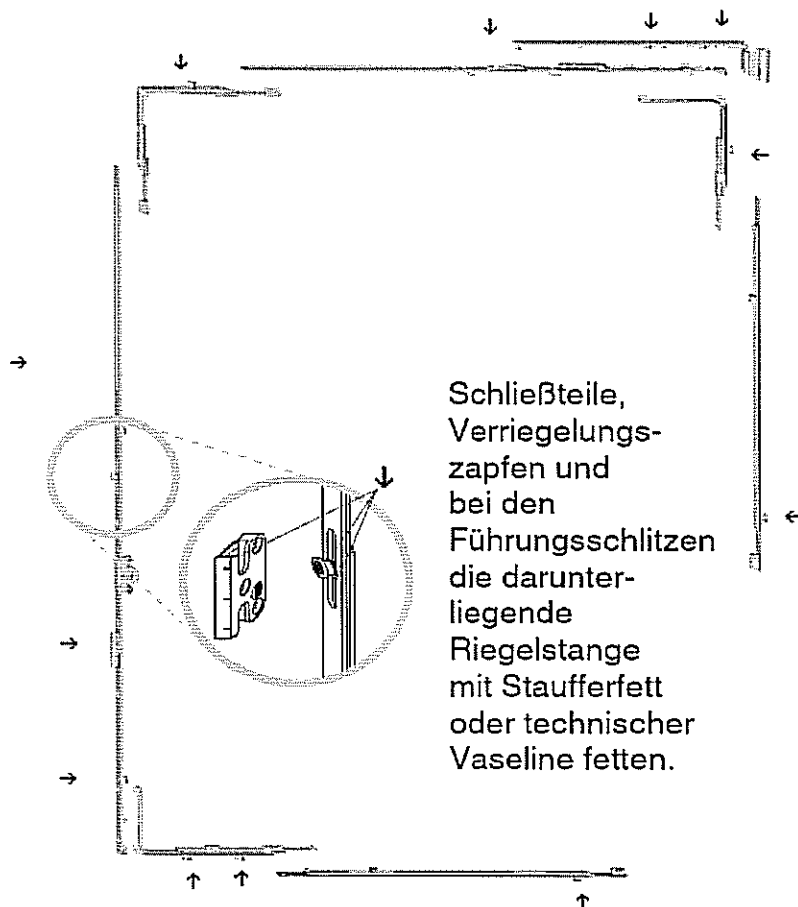 Schließteile,
Verriegelungs-
zapfen und
bei den
Führungsschlitzen
die darunter-
liegende
Riegelstange
mit Staufferfett
oder technischer
Vaseline fetten.